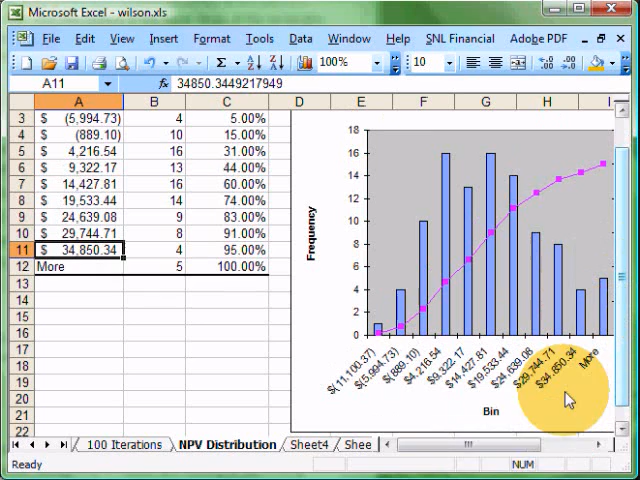 Microsoft Excel - wilson.xls
File Edit View Insert Format Tools Data Window Help SNL Financial Adobe PDF
Σ 100% 10
A11 fx 34850.3449217949
A B C D E F G H I
3 $ (5,994.73) 4 5.00%
4 $ (889.10) 10 15.00%
5 $ 4,216.54 16 31.00%
6 $ 9,322.17 13 44.00%
7 $ 14,427.81 16 60.00%
8 $ 19,533.44 14 74.00%
9 $ 24,639.08 9 83.00%
10 $ 29,744.71 8 91.00%
11 $ 34,850.34 4 95.00%
12 More 5 100.00%
13
14
15
16
17
18
19
20
21
22
18
16
14
12
10
8
6
4
2
0
Frequency
$(11,100.37) $(5,994.73) $(889.10) $4,216.54 $9,322.17 $14,427.81 $19,533.44 $24,639.08 $29,744.71 $34,850.34 More
Bin
100 Iterations NPV Distribution Sheet4 Shee
Ready NUM